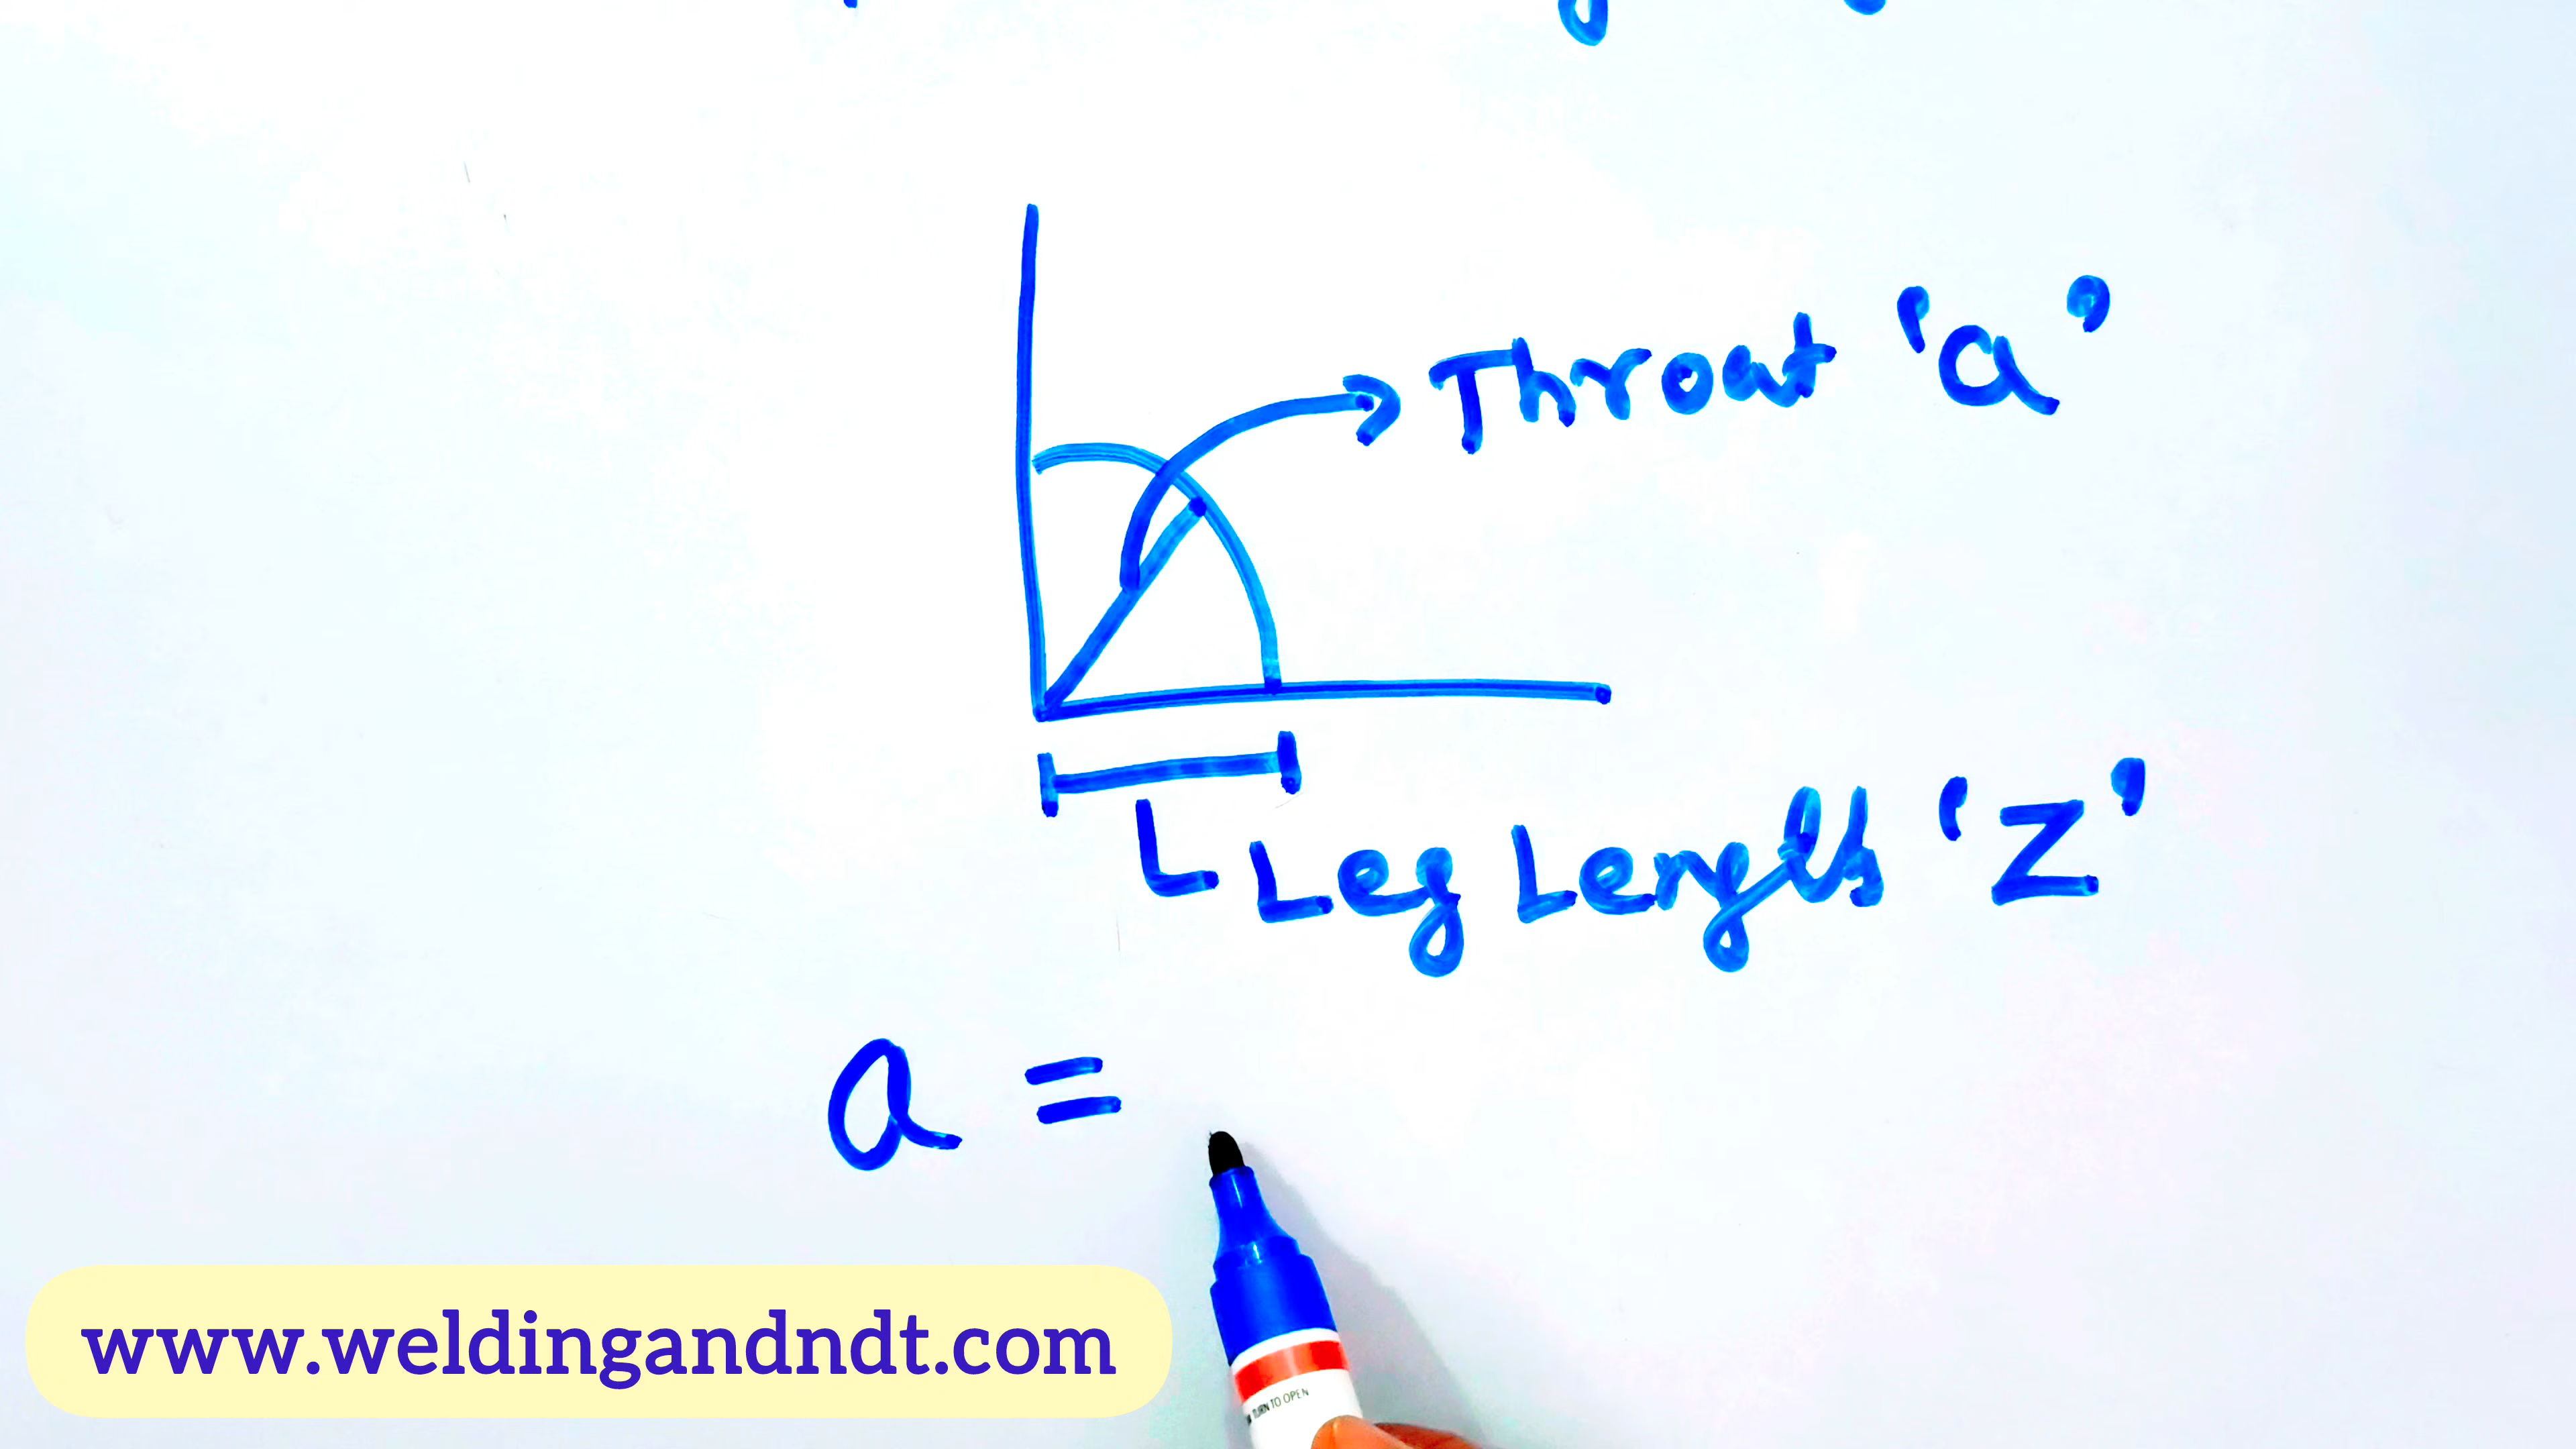 Throat 'a'
Leg Length 'Z'
a =
www.weldingandndt.com
TURN TO OPEN